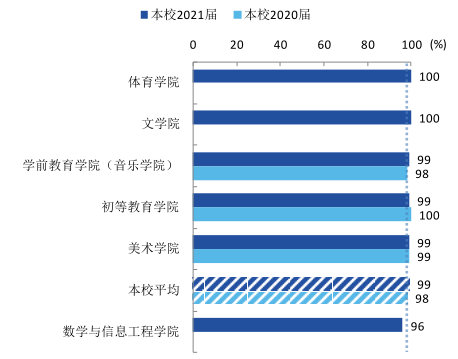 本校2021届 本校2020届
0 20 40 60 80 100 (%)
体育学院 100
文学院 100
学前教育学院（音乐学院） 99
98
初等教育学院 99
100
美术学院 99
99
本校平均 99
98
数学与信息工程学院 96